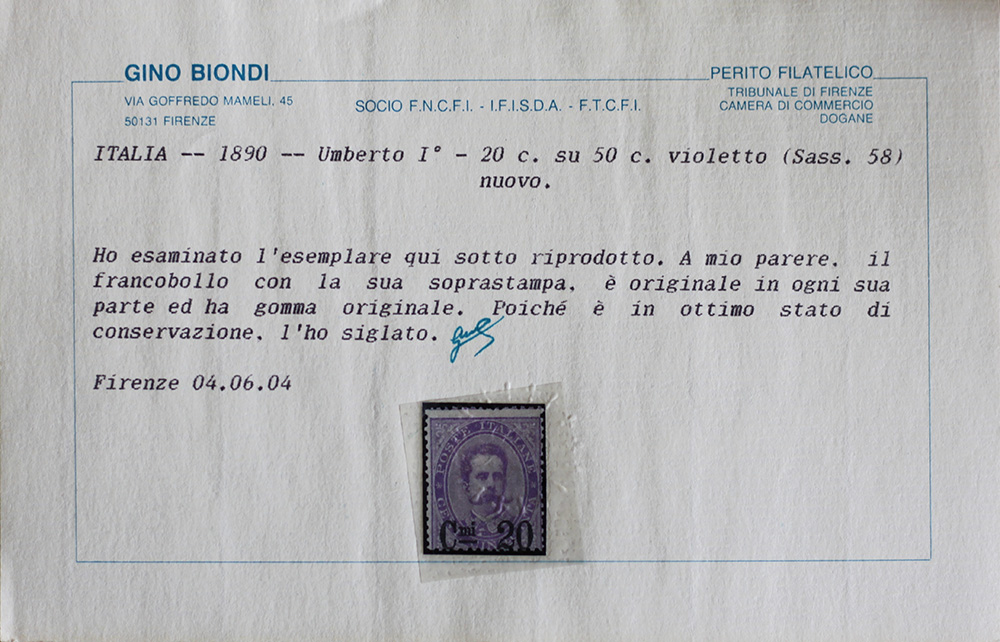 GINO BIONDI
VIA GOFFREDO MAMELI, 45
50131 FIRENZE
SOCIO F.N.C.F.I. - I.F.I.S.D.A. - F.T.C.F.I.
PERITO FILATELICO
TRIBUNALE DI FIRENZE
CAMERA DI COMMERCIO
DOGANE
ITALIA -- 1890 -- Umberto I° - 20 c. su 50 c. violetto (Sass. 58)
nuovo.
Ho esaminato l'esemplare qui sotto riprodotto. A mio parere, il
francobollo con la sua soprastampa, è originale in ogni sua
parte ed ha gomma originale. Poiché è in ottimo stato di
conservazione, l'ho siglato.
Firenze 04.06.04
POSTE ITALIANE
Cmi 20